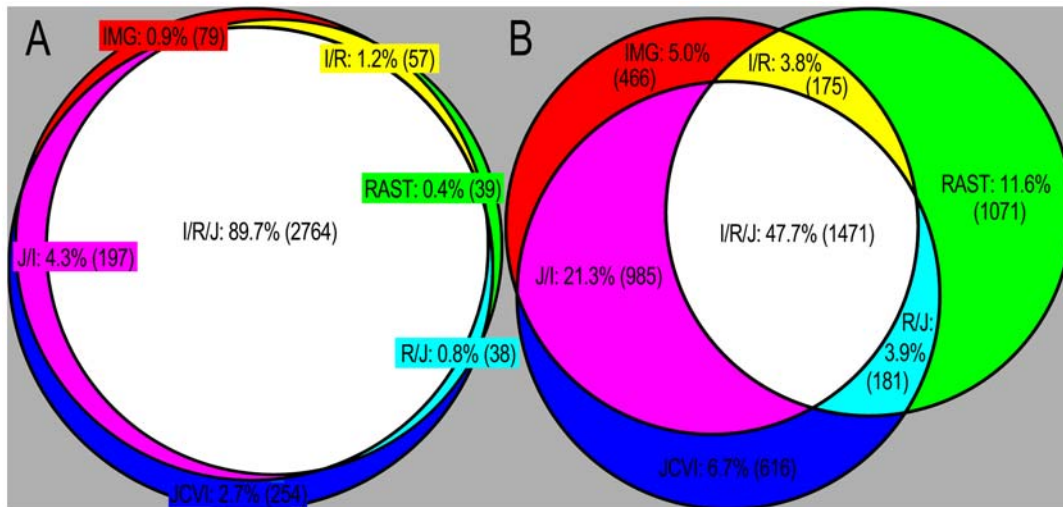 A
IMG: 0.9% (79)
I/R: 1.2% (57)
RAST: 0.4% (39)
I/R/J: 89.7% (2764)
J/I: 4.3% (197)
R/J: 0.8% (38)
JCVI: 2.7% (254)
B
IMG: 5.0%
(466)
I/R: 3.8%
(175)
RAST: 11.6%
(1071)
I/R/J: 47.7% (1471)
J/I: 21.3% (985)
R/J:
3.9%
(181)
JCVI: 6.7% (616)